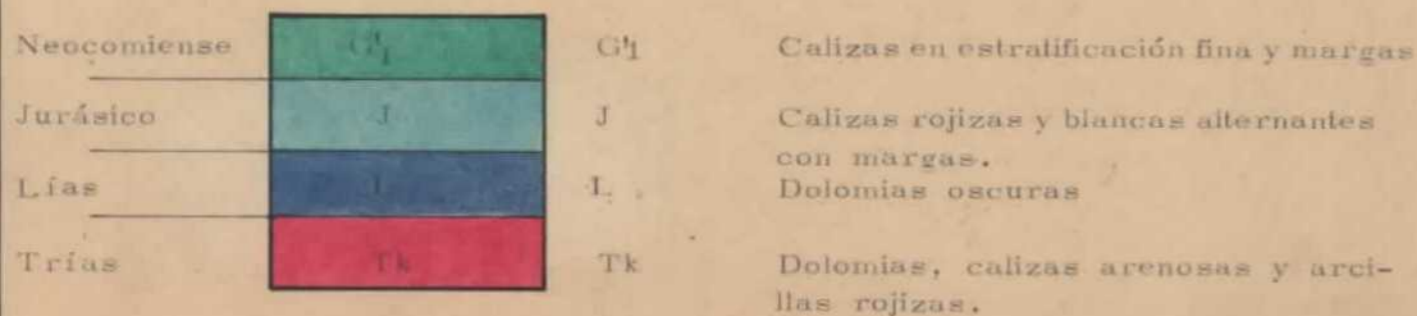 Neocomiense G'1 G'1 Calizas en estratificación fina y margas
Jurásico J J Calizas rojizas y blancas alternantes
con margas.
Lías L L Dolomias oscuras
Trías Tk Tk Dolomias, calizas arenosas y arci-
llas rojizas.